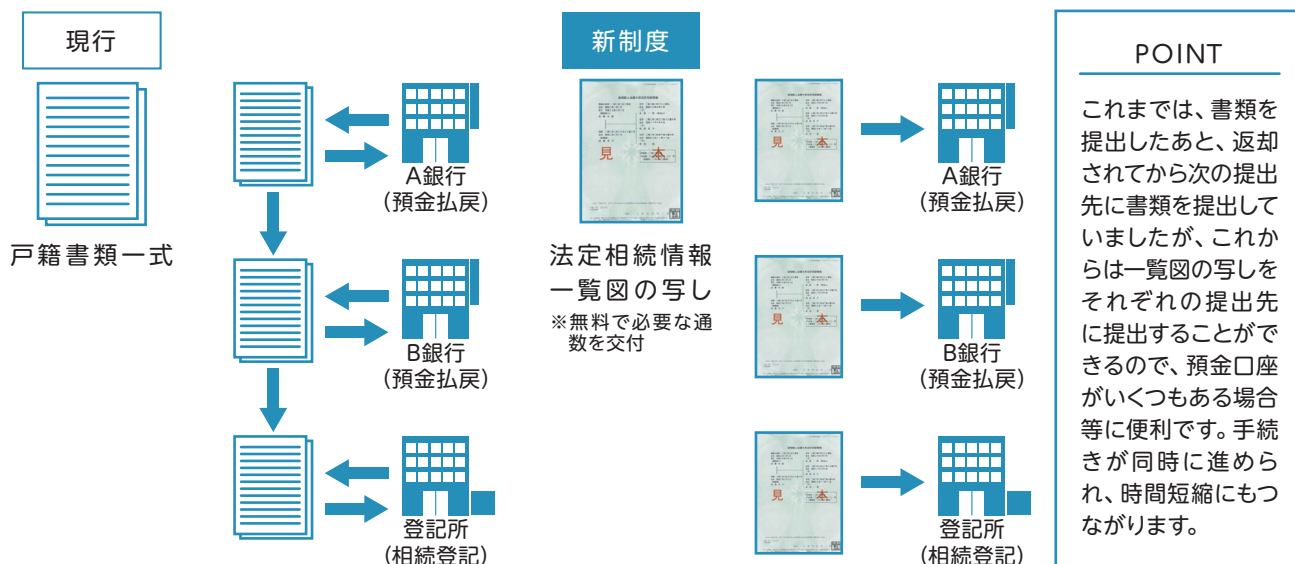 現行
戸籍書類一式
A銀行
(預金払戻)
B銀行
(預金払戻)
登記所
(相続登記)
新制度
見本
法定相続情報
一覧図の写し
※無料で必要な通
数を交付
見本
A銀行
(預金払戻)
見本
B銀行
(預金払戻)
見本
登記所
(相続登記)
POINT
これまでは、書類を
提出したあと、返却
されてから次の提出
先に書類を提出して
いましたが、これか
らは一覧図の写しを
それぞれの提出先
に提出することがで
きるので、預金口座
がいくつもある場合
等に便利です。手続
きが同時に進めら
れ、時間短縮にもつ
ながります。